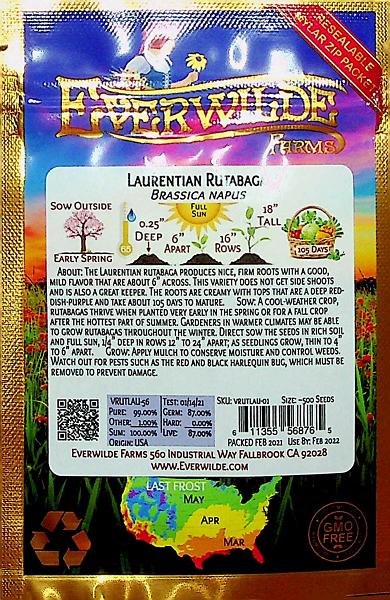 RESEALABLE
MYLAR ZIP PACKET
EVERWILDE
FARMS
LAURENTIAN RUTABAGA
BRASSICA NAPUS
SOW OUTSIDE
EARLY SPRING
65
0.25"
DEEP
FULL
SUN
6"
APART
16"
ROWS
18"
TALL
105 DAYS
ABOUT: THE LAURENTIAN RUTABAGA PRODUCES NICE, FIRM ROOTS WITH A GOOD,
MILD FLAVOR THAT ARE ABOUT 6" ACROSS. THIS VARIETY DOES NOT GET SIDE SHOOTS
AND IS ALSO A GREAT KEEPER. THE ROOTS ARE CREAMY WITH TOPS THAT ARE A DEEP RED-
DISH-PURPLE AND TAKE ABOUT 105 DAYS TO MATURE. SOW: A COOL-WEATHER CROP,
RUTABAGAS THRIVE WHEN PLANTED VERY EARLY IN THE SPRING OR FOR A FALL CROP
AFTER THE HOTTEST PART OF SUMMER. GARDENERS IN WARMER CLIMATES MAY BE ABLE
TO GROW RUTABAGAS THROUGHOUT THE WINTER. DIRECT SOW THE SEEDS IN RICH SOIL
AND FULL SUN, 1/4" DEEP IN ROWS 12" TO 24" APART; AS SEEDLINGS GROW, THIN TO 4
TO 6" APART. GROW: APPLY MULCH TO CONSERVE MOISTURE AND CONTROL WEEDS.
WATCH OUT FOR PESTS SUCH AS THE RED AND BLACK HARLEQUIN BUG, WHICH MUST BE
REMOVED TO PREVENT DAMAGE.
VRUTLAU-56 TEST: 01/14/21
PURE: 99.00% GERM: 87.00%
OTHER: 1.00% HARD: 0.00%
SUM: 100.00% LIVE: 87.00%
ORIGIN: USA
SKU: VRUTLAU-01 SIZE: ~500 SEEDS
6 11355 56876 5
PACKED FEB 2021 USE BY: FEB 2022
EVERWILDE FARMS 560 INDUSTRIAL WAY FALLBROOK CA 92028
WWW.EVERWILDE.COM
LAST FROST
MAY
APR
MAR
GMO
FREE